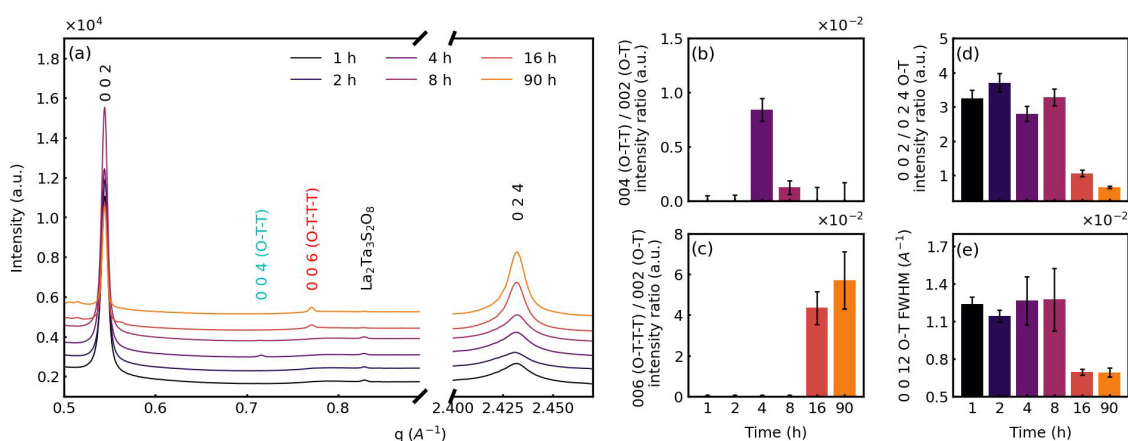 ×10⁴
(a)
1 h
4 h
16 h
2 h
8 h
90 h
0 0 2
0 0 4 (O-T-T)
0 0 6 (O-T-T-T)
La₂Ta₃S₂O₈
0 2 4
Intensity (a.u.)
1.8
1.6
1.4
1.2
1.0
0.8
0.6
0.4
0.2
0.5
0.6
0.7
0.8
2.400
2.425
2.450
q (A⁻¹)
×10⁻²
(b)
004 (O-T-T) / 002 (O-T)
intensity ratio (a.u.)
1.5
1.0
0.5
0.0
×10⁻²
(c)
006 (O-T-T-T) / 002 (O-T)
intensity ratio (a.u.)
8
6
4
2
0
1
2
4
8
16
90
Time (h)
(d)
0 0 2 / 0 2 4 O-T
intensity ratio (a.u.)
5
4
3
2
1
×10⁻²
(e)
0 0 12 O-T FWHM (A⁻¹)
1.7
1.3
0.9
0.5
1
2
4
8
16
90
Time (h)